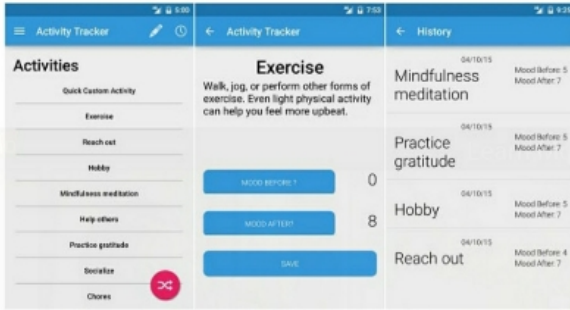 5:00
Activity Tracker
Activities
Quick Custom Activity
Exercise
Reach out
Hobby
Mindfulness meditation
Help others
Practice gratitude
Socialize
Chores
7:53
Activity Tracker
Exercise
Walk, jog, or perform other forms of
exercise. Even light physical activity
can help you feel more upbeat.
MOOD BEFORE ?
0
MOOD AFTER?
8
SAVE
History
04/10/15
Mindfulness
meditation
Mood Before: 5
Mood After: 7
04/10/15
Practice
gratitude
Mood Before: 5
Mood After: 7
04/10/15
Hobby
Mood Before: 5
Mood After: 7
04/10/15
Reach out
Mood Before: 4
Mood After: 7